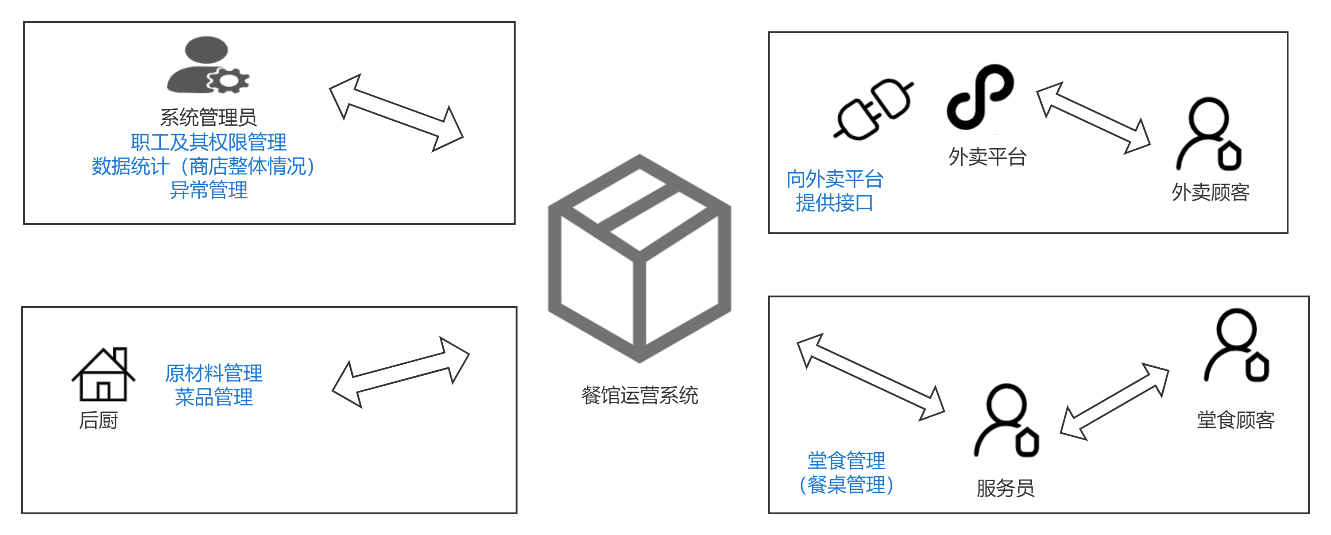 系统管理员
职工及其权限管理
数据统计（商店整体情况）
异常管理
外卖平台
向外卖平台
提供接口
外卖顾客
餐馆运营系统
原材料管理
菜品管理
后厨
堂食顾客
堂食管理
（餐桌管理）
服务员